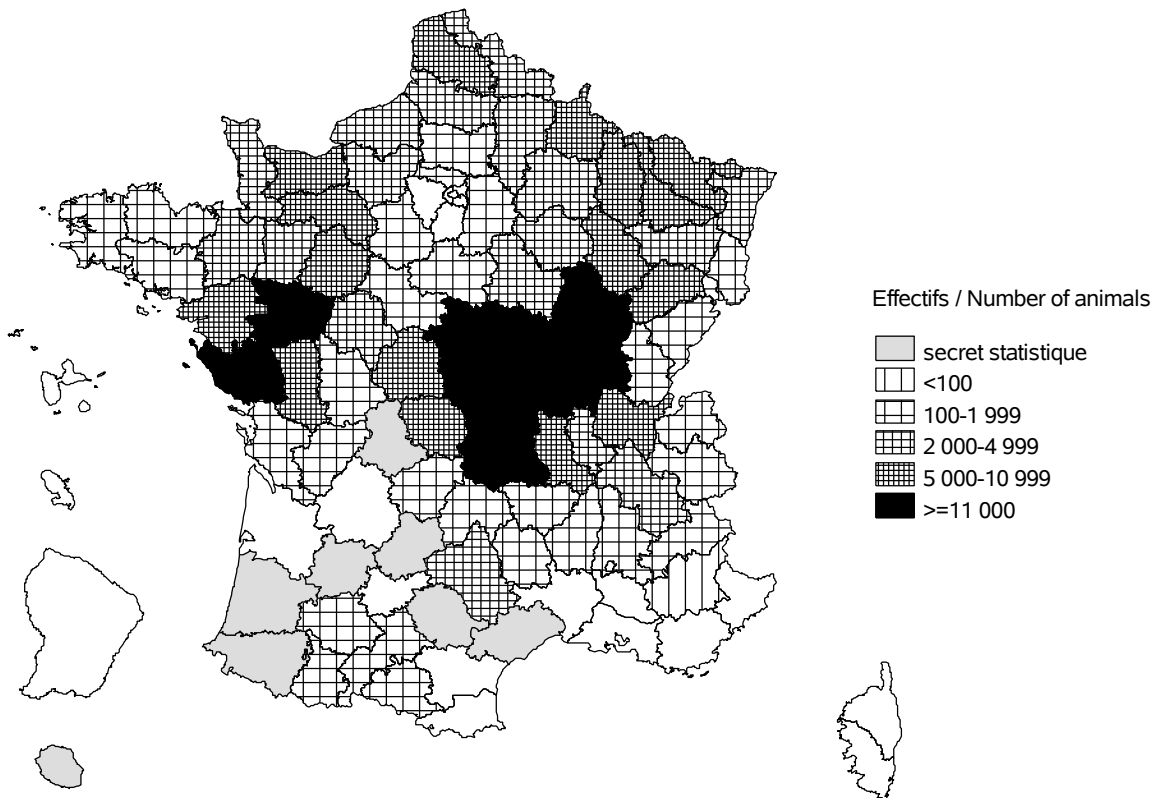 Effectifs / Number of animals
secret statistique
<100
100-1 999
2 000-4 999
5 000-10 999
>=11 000